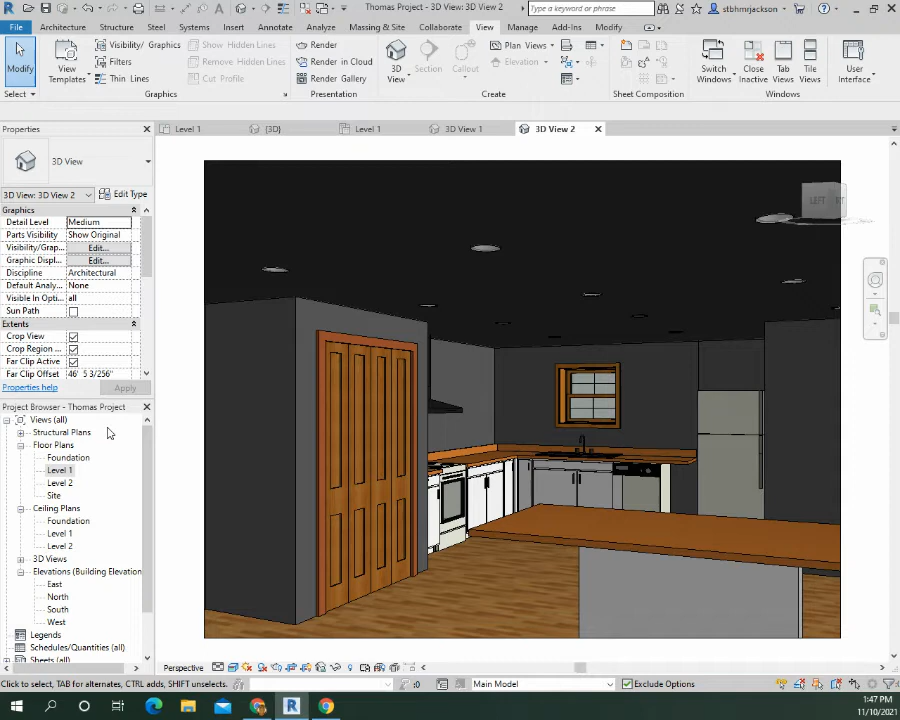 Thomas Project - 3D View: 3D View 2
Type a keyword or phrase
stbhmrjackson
File Architecture Structure Steel Systems Insert Annotate Analyze Massing & Site Collaborate View Manage Add-Ins Modify
Modify
Select
View Templates
Visibility/ Graphics
Filters
Thin Lines
Show Hidden Lines
Remove Hidden Lines
Cut Profile
Graphics
Render
Render in Cloud
Render Gallery
Presentation
3D View
Section
Callout
Plan Views
Elevation
Create
Sheet Composition
Switch Windows
Close Inactive
Tab Views
Tile Views
Windows
User Interface
Properties
Level 1
{3D}
Level 1
3D View 1
3D View 2
3D View
3D View: 3D View 2
Edit Type
Graphics
Detail Level Medium
Parts Visibility Show Original
Visibility/Grap... Edit...
Graphic Displ... Edit...
Discipline Architectural
Default Analy... None
Visible In Opti... all
Sun Path
Extents
Crop View
Crop Region ...
Far Clip Active
Far Clip Offset 46' 5 3/256"
Properties help
Apply
Project Browser - Thomas Project
Views (all)
Structural Plans
Floor Plans
Foundation
Level 1
Level 2
Site
Ceiling Plans
Foundation
Level 1
Level 2
3D Views
Elevations (Building Elevation
East
North
South
West
Legends
Schedules/Quantities (all)
Sheets (all)
LEFT
Perspective
Click to select, TAB for alternates, CTRL adds, SHIFT unselects.
:0
Main Model
Exclude Options
1:47 PM
11/10/2021